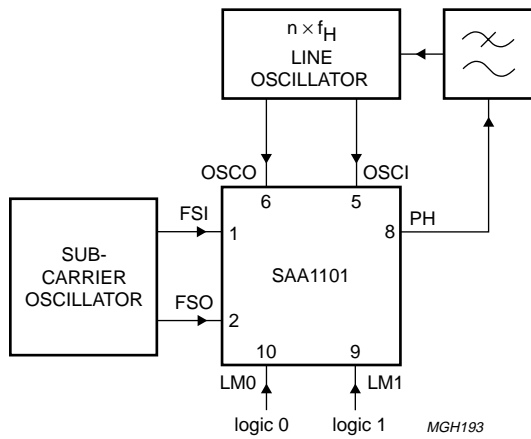 n × fH
LINE
OSCILLATOR
OSCO
OSCI
6
5
FSI
1
8
PH
SUB-
CARRIER
OSCILLATOR
SAA1101
FSO
2
10
9
LM0
LM1
logic 0
logic 1
MGH193